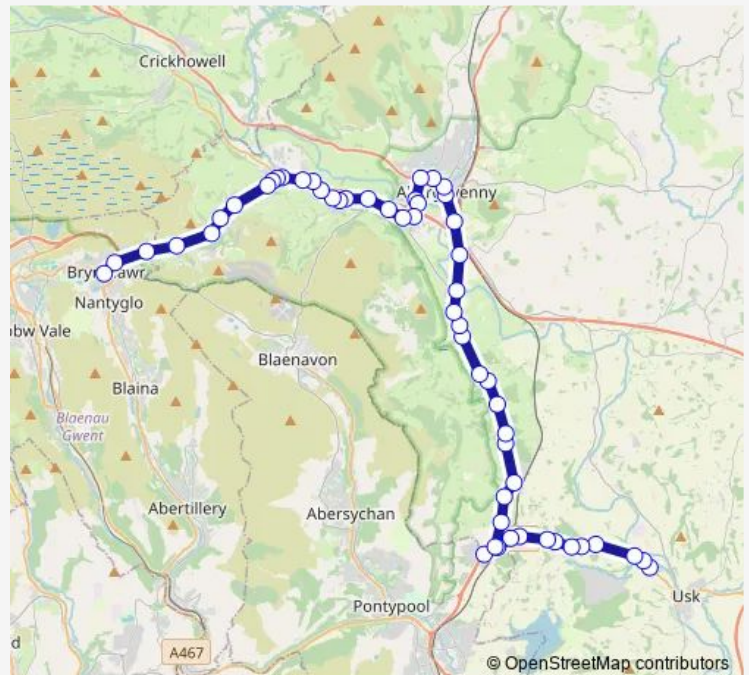 Crickhowell
Nantyglo
Blaenavon
Blaina
Blaenau
Gwent
Abertillery
Abersychan
Usk
Pontypool
A467
© OpenStreetMap contributors